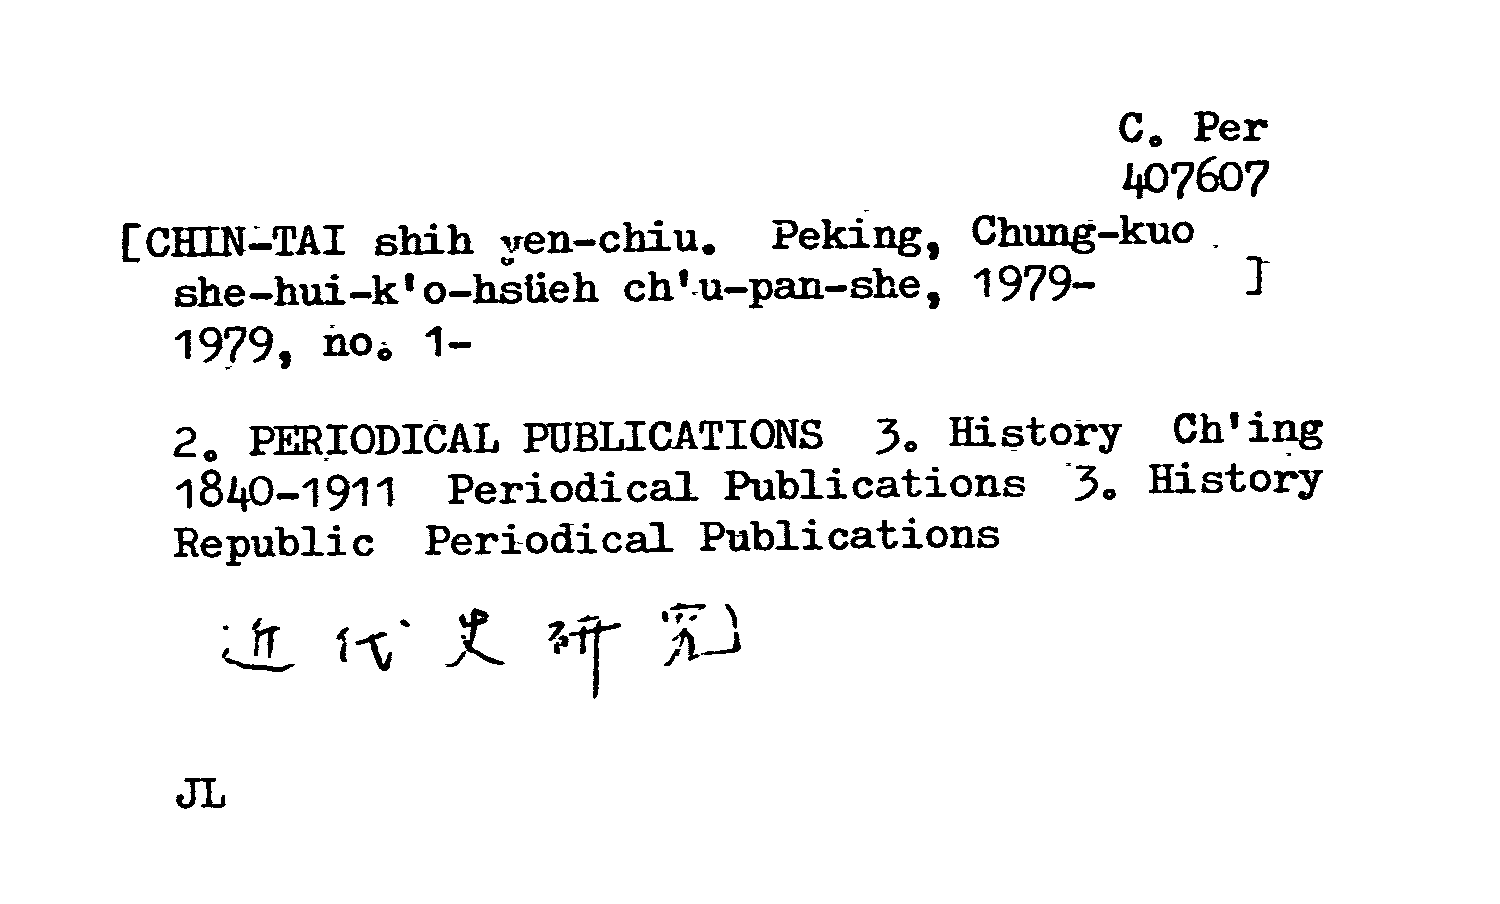 C. Per
407607
[CHIN-TAI shih yen-chiu. Peking, Chung-kuo
she-hui-k'o-hsüeh ch'u-pan-she, 1979- ]
1979, no. 1-
2. PERIODICAL PUBLICATIONS 3. History Ch'ing
1840-1911 Periodical Publications 3. History
Republic Periodical Publications
近代史研究]
JL